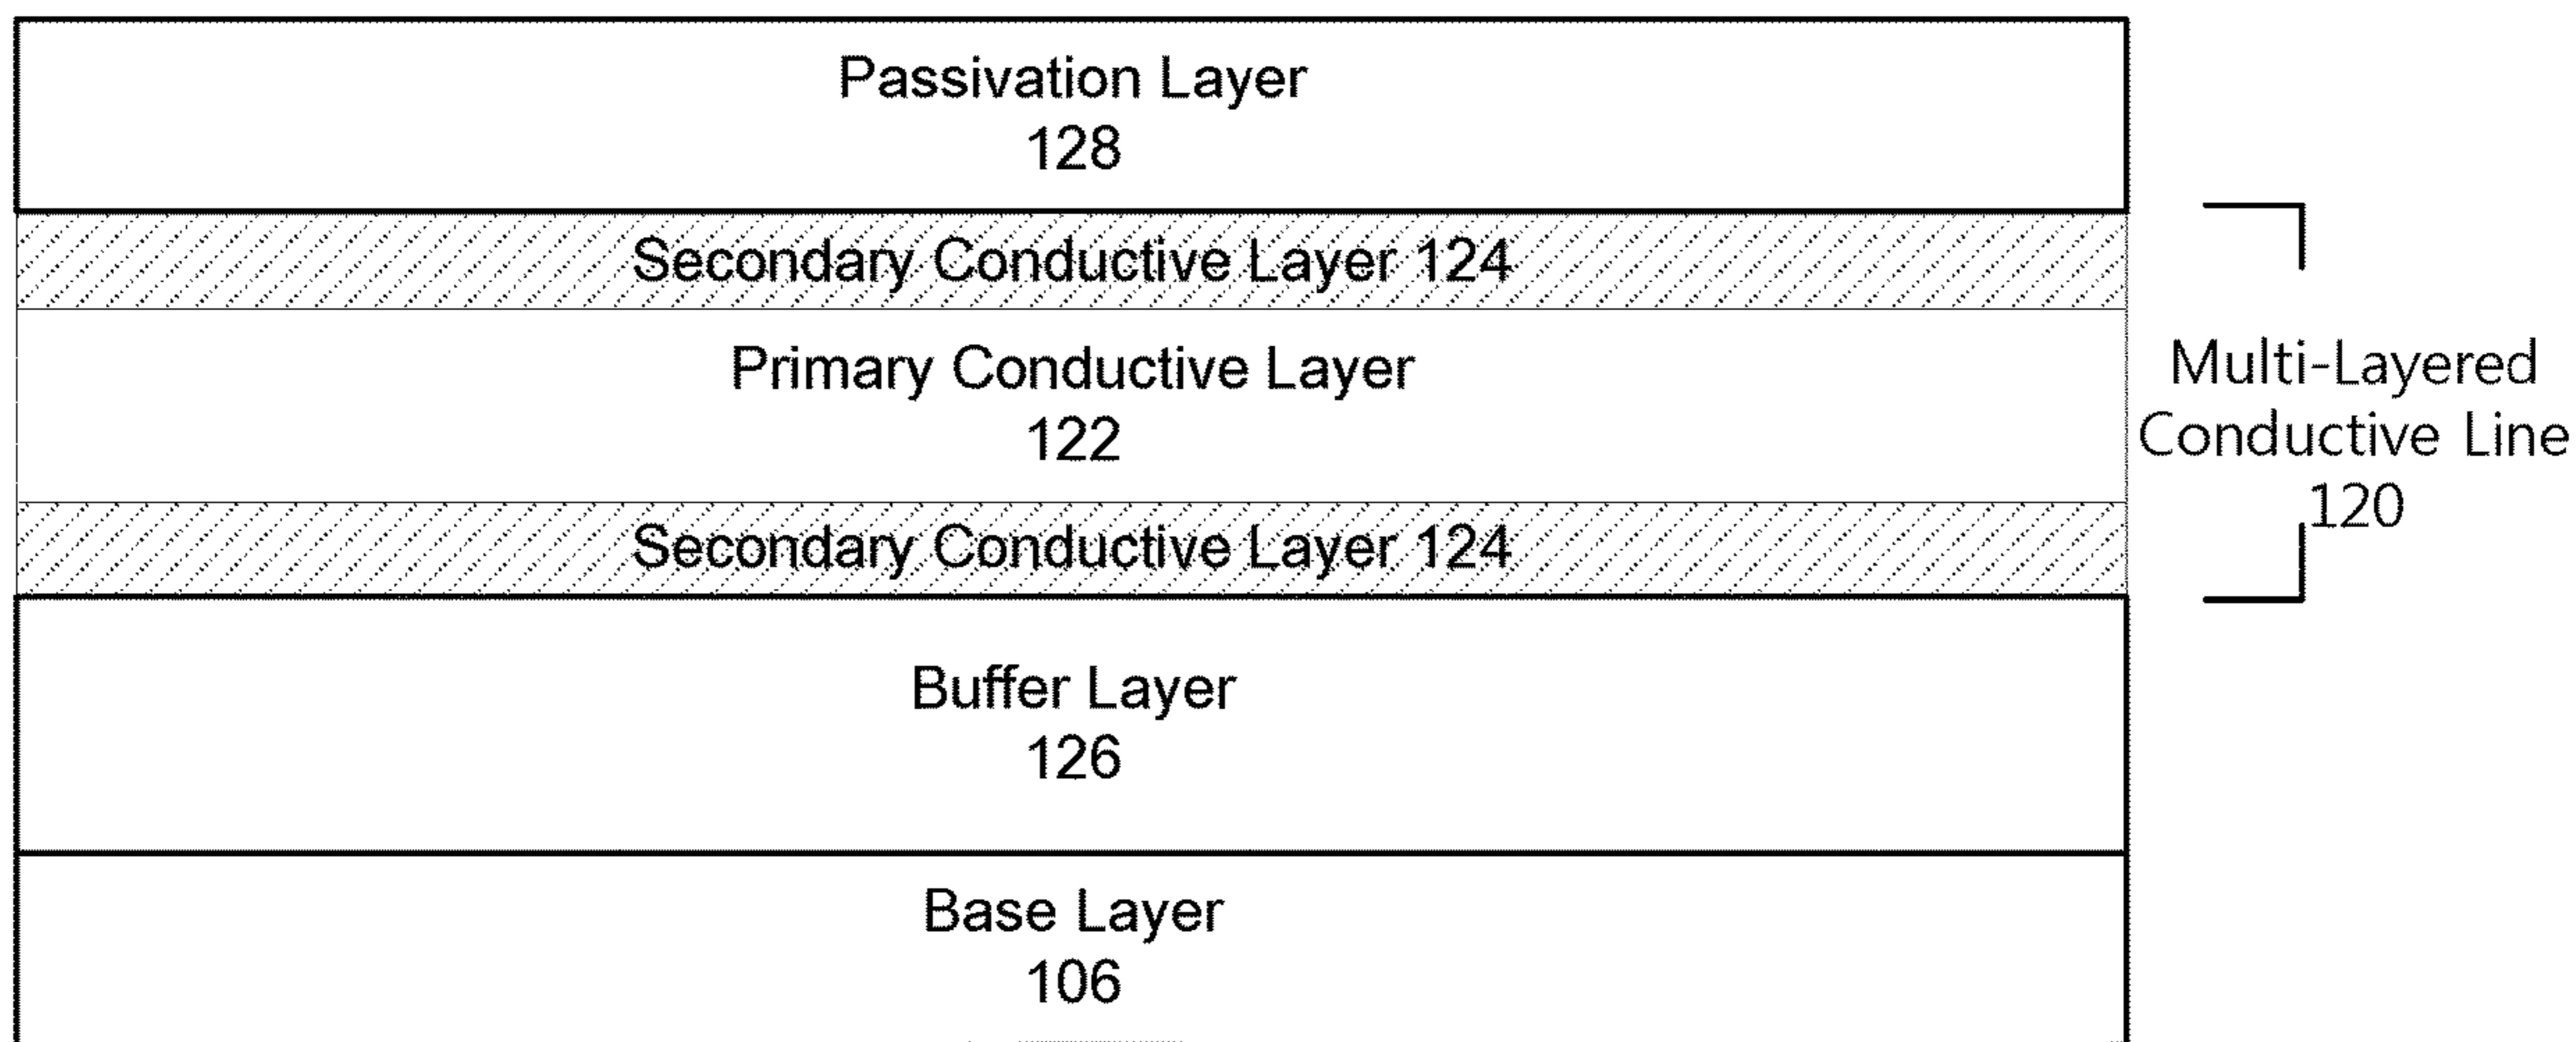 Passivation Layer
128
Secondary Conductive Layer 124
Primary Conductive Layer
122
Secondary Conductive Layer 124
Multi-Layered
Conductive Line
120
Buffer Layer
126
Base Layer
106